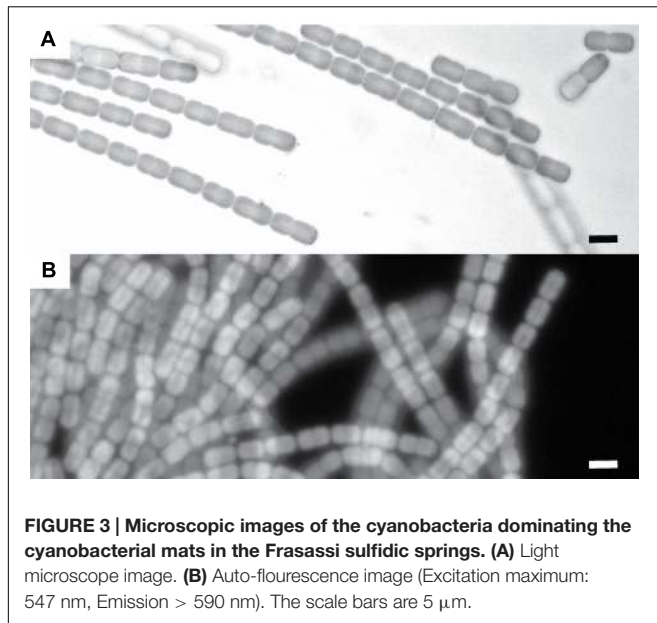 A
B
FIGURE 3 | Microscopic images of the cyanobacteria dominating the
cyanobacterial mats in the Frasassi sulfidic springs. (A) Light
microscope image. (B) Auto-flourescence image (Excitation maximum:
547 nm, Emission > 590 nm). The scale bars are 5 μm.